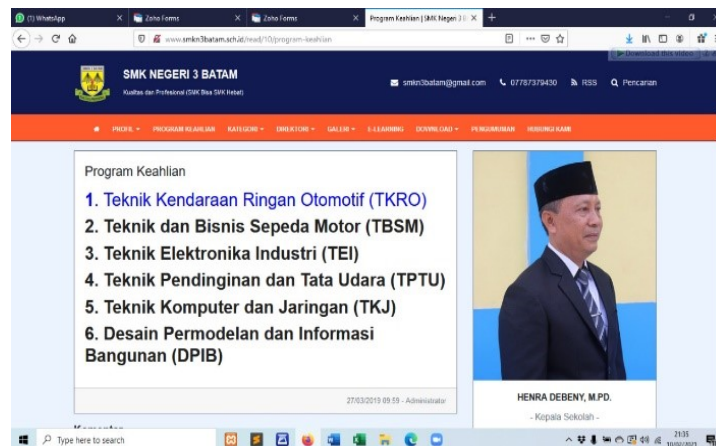 (1) WhatsApp
Zoho Forms
Zoho Forms
Program Keahlian | SMK Negeri 3 B
www.smkn3batam.sch.id/read/10/program-keahlian
Download this video
SMK NEGERI 3 BATAM
Kualitas dan Profesional (SMK Bisa SMK Hebat)
smkn3batam@gmail.com
07787379430
RSS
Pencarian
PROFIL
PROGRAM KEAHLIAN
KATEGORI
DIREKTORI
GALERI
E-LEARNING
DOWNLOAD
PENGUMUMAN
HUBUNGI KAMI
Program Keahlian
1. Teknik Kendaraan Ringan Otomotif (TKRO)
2. Teknik dan Bisnis Sepeda Motor (TBSM)
3. Teknik Elektronika Industri (TEI)
4. Teknik Pendinginan dan Tata Udara (TPTU)
5. Teknik Komputer dan Jaringan (TKJ)
6. Desain Permodelan dan Informasi
Bangunan (DPIB)
27/03/2019 09:59 - Administrator
HENRA DEBENY, M.PD.
- Kepala Sekolah -
Type here to search
21:35